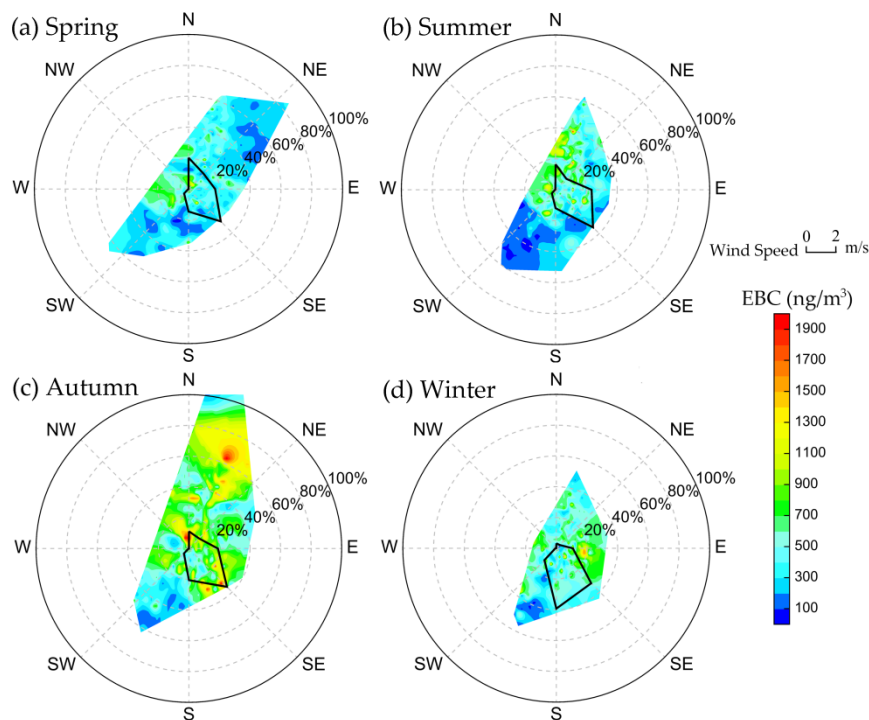 (a) Spring
N
NW
NE
W
E
SW
SE
S
20%
40%
60%
80%
100%
(b) Summer
N
NW
NE
W
E
SW
SE
S
20%
40%
60%
80%
100%
Wind Speed 0 2 m/s
EBC (ng/m³)
1900
1700
1500
1300
1100
900
700
500
300
100
(c) Autumn
N
NW
NE
W
E
SW
SE
S
20%
40%
60%
80%
100%
(d) Winter
N
NW
NE
W
E
SW
SE
S
20%
40%
60%
80%
100%